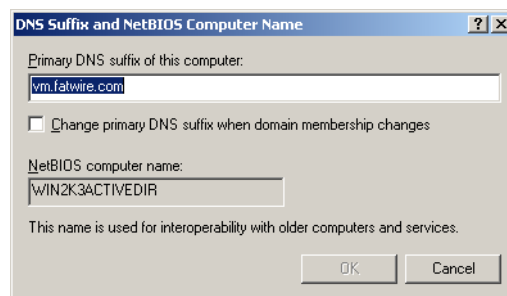 DNS Suffix and NetBIOS Computer Name
Primary DNS suffix of this computer:
vm.fatwire.com
Change primary DNS suffix when domain membership changes
NetBIOS computer name:
WIN2K3ACTIVEDIR
This name is used for interoperability with older computers and services.
OK Cancel